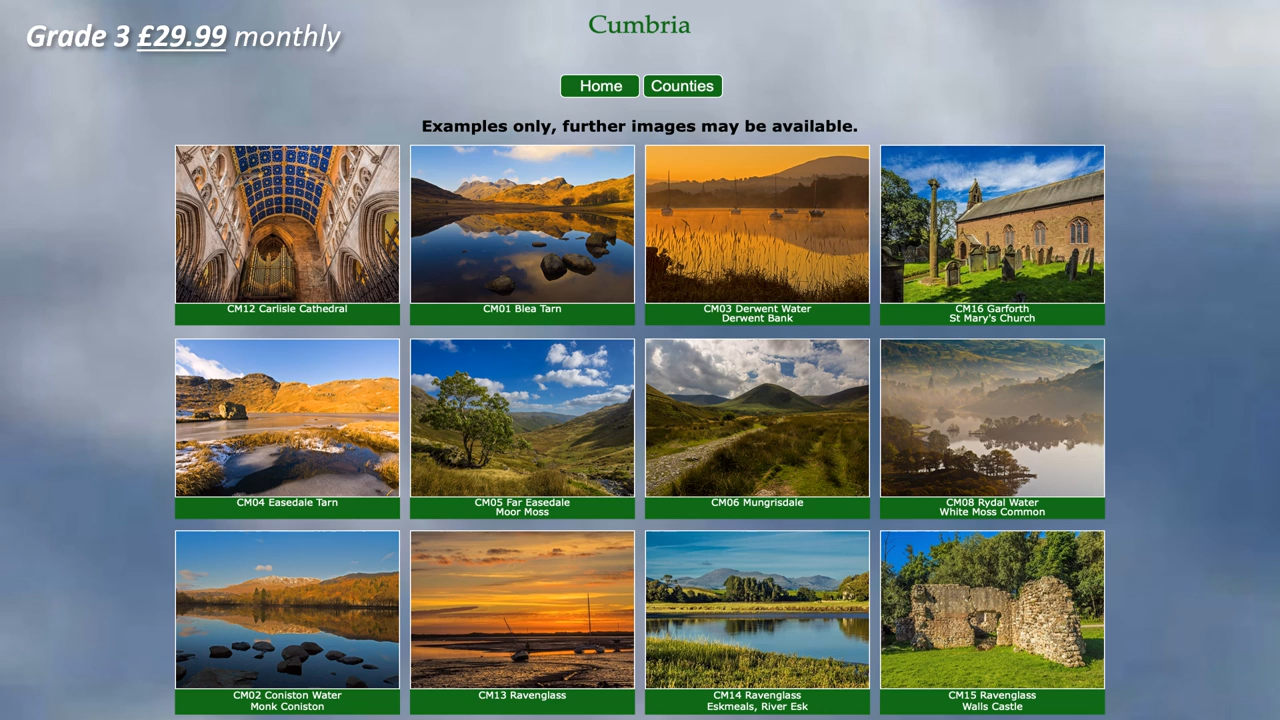 Grade 3 £29.99 monthly
Cumbria
Home
Counties
Examples only, further images may be available.
CM12 Carlisle Cathedral
CM01 Blea Tarn
CM03 Derwent Water
Derwent Bank
CM16 Garforth
St Mary's Church
CM04 Easedale Tarn
CM05 Far Easedale
Moor Moss
CM06 Mungrisdale
CM08 Rydal Water
White Moss Common
CM02 Coniston Water
Monk Coniston
CM13 Ravenglass
CM14 Ravenglass
Eskmeals, River Esk
CM15 Ravenglass
Walls Castle